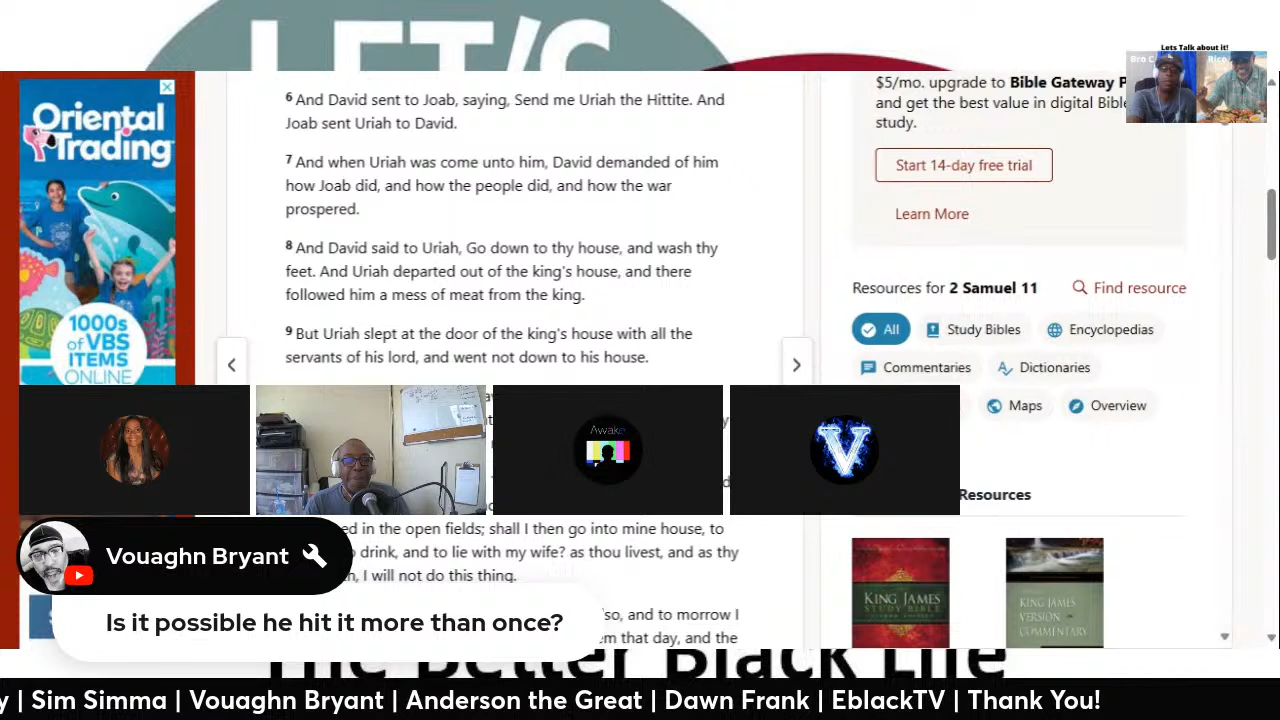 LET'S
Lets Talk about it!
Bro C
Rico
Oriental
Trading
1000s
of VBS
ITEMS
ONLINE
6 And David sent to Joab, saying, Send me Uriah the Hittite. And
Joab sent Uriah to David.
7 And when Uriah was come unto him, David demanded of him
how Joab did, and how the people did, and how the war
prospered.
8 And David said to Uriah, Go down to thy house, and wash thy
feet. And Uriah departed out of the king's house, and there
followed him a mess of meat from the king.
9 But Uriah slept at the door of the king's house with all the
servants of his lord, and went not down to his house.
in the open fields; shall I then go into mine house, to
drink, and to lie with my wife? as thou livest, and as thy
I will not do this thing.
and to morrow I
that day, and the
$5/mo. upgrade to Bible Gateway P
and get the best value in digital Bible
study.
Start 14-day free trial
Learn More
Resources for 2 Samuel 11
Find resource
All
Study Bibles
Encyclopedias
Commentaries
Dictionaries
Maps
Overview
Resources
KING JAMES
STUDY BIBLE
KING JAMES
VERSION
COMMENTARY
Awake
V
Vouaghn Bryant
Is it possible he hit it more than once?
The Better Black Life
y | Sim Simma | Vouaghn Bryant | Anderson the Great | Dawn Frank | EblackTV | Thank You!